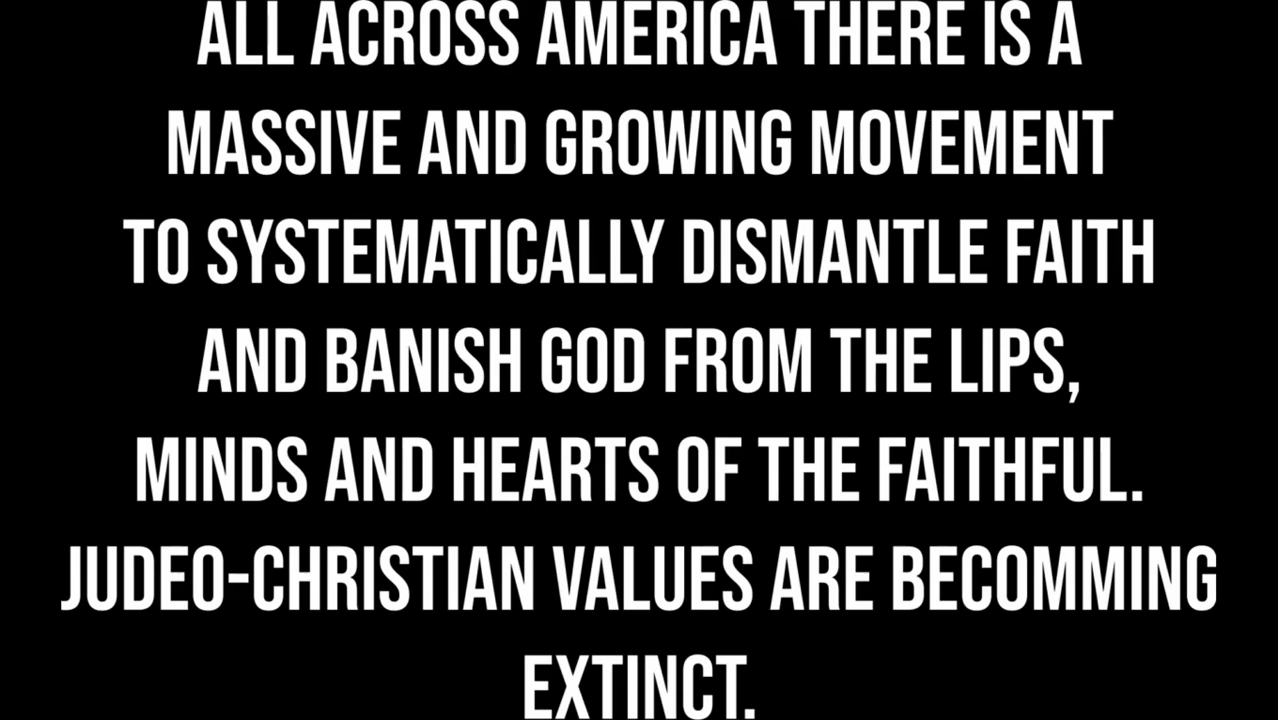 ALL ACROSS AMERICA THERE IS A
MASSIVE AND GROWING MOVEMENT
TO SYSTEMATICALLY DISMANTLE FAITH
AND BANISH GOD FROM THE LIPS,
MINDS AND HEARTS OF THE FAITHFUL.
JUDEO-CHRISTIAN VALUES ARE BECOMMING
EXTINCT.